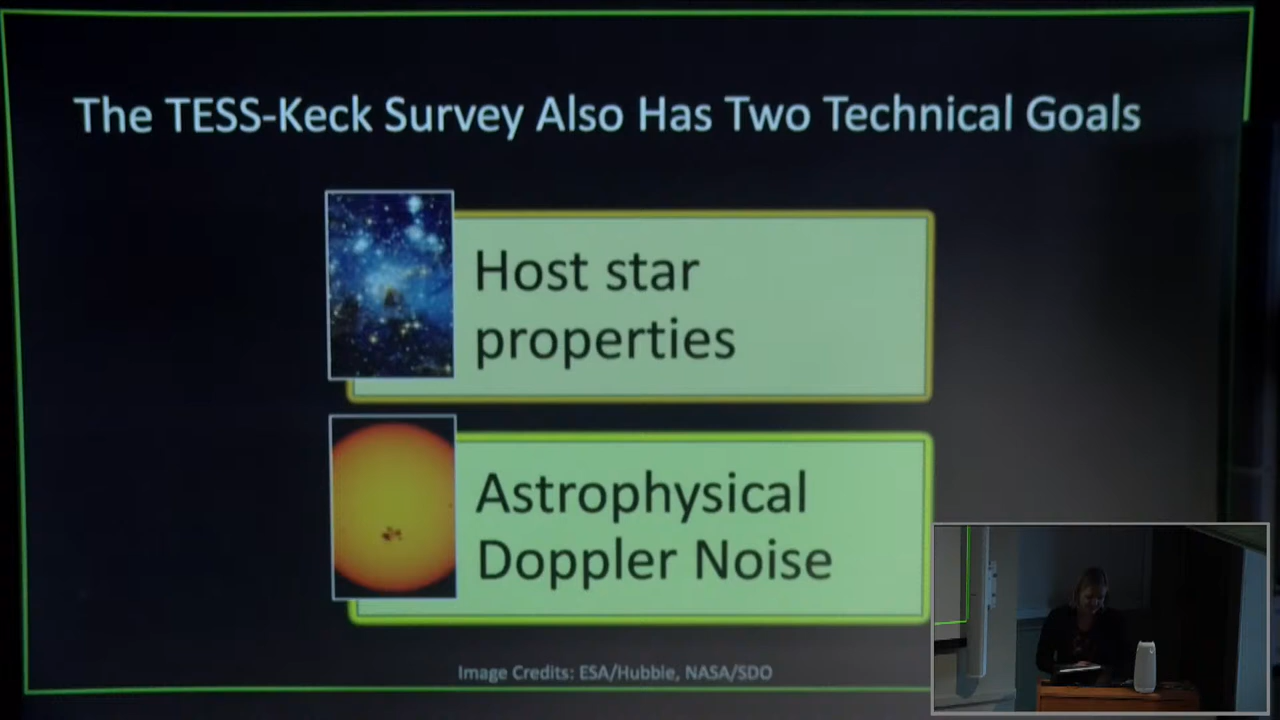 The TESS-Keck Survey Also Has Two Technical Goals
Host star
properties
Astrophysical
Doppler Noise
Image Credits: ESA/Hubble, NASA/SDO